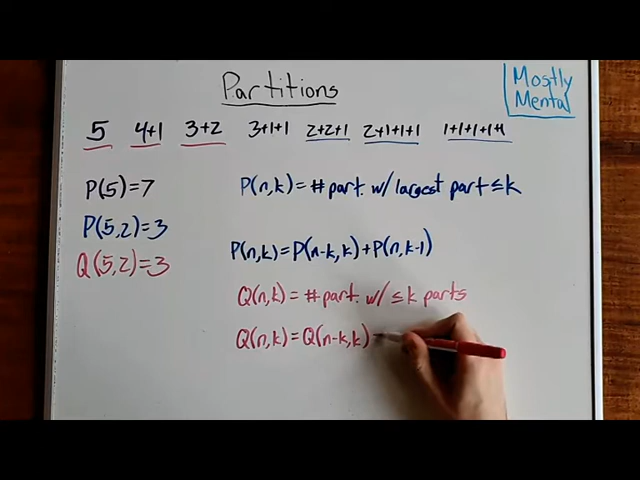 Partitions
Mostly
Mental
5 4+1 3+2 3+1+1 2+2+1 2+1+1+1 1+1+1+1+1
P(5)=7
P(n,k)=# part. w/ largest part ≤k
P(5,2)=3
P(n,k)=P(n-k,k)+P(n,k-1)
Q(5,2)=3
Q(n,k)=# part. w/ ≤k parts
Q(n,k)=Q(n-k,k)